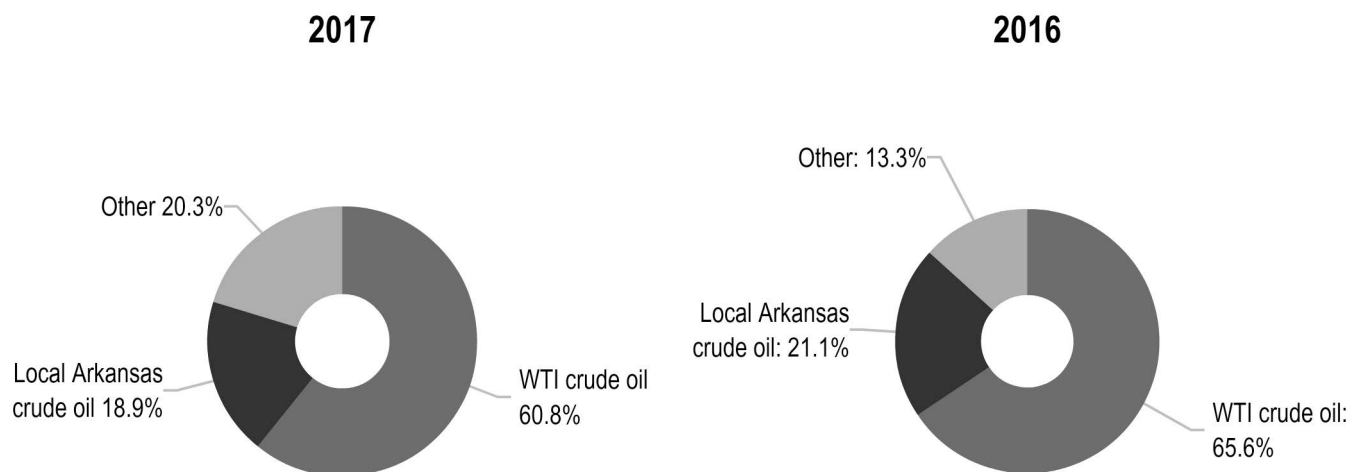 2017
Other 20.3%
Local Arkansas
crude oil 18.9%
WTI crude oil
60.8%
2016
Other: 13.3%
Local Arkansas
crude oil: 21.1%
WTI crude oil:
65.6%